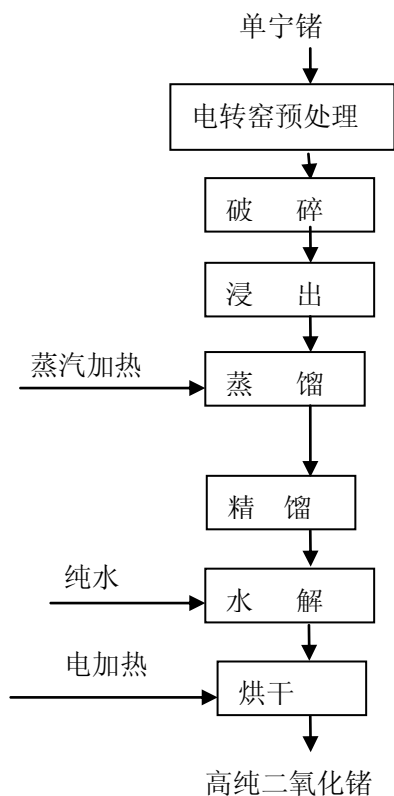 单宁锗
电转窑预处理
破 碎
浸 出
蒸汽加热
蒸 馏
精 馏
纯水
水 解
电加热
烘干
高纯二氧化锗